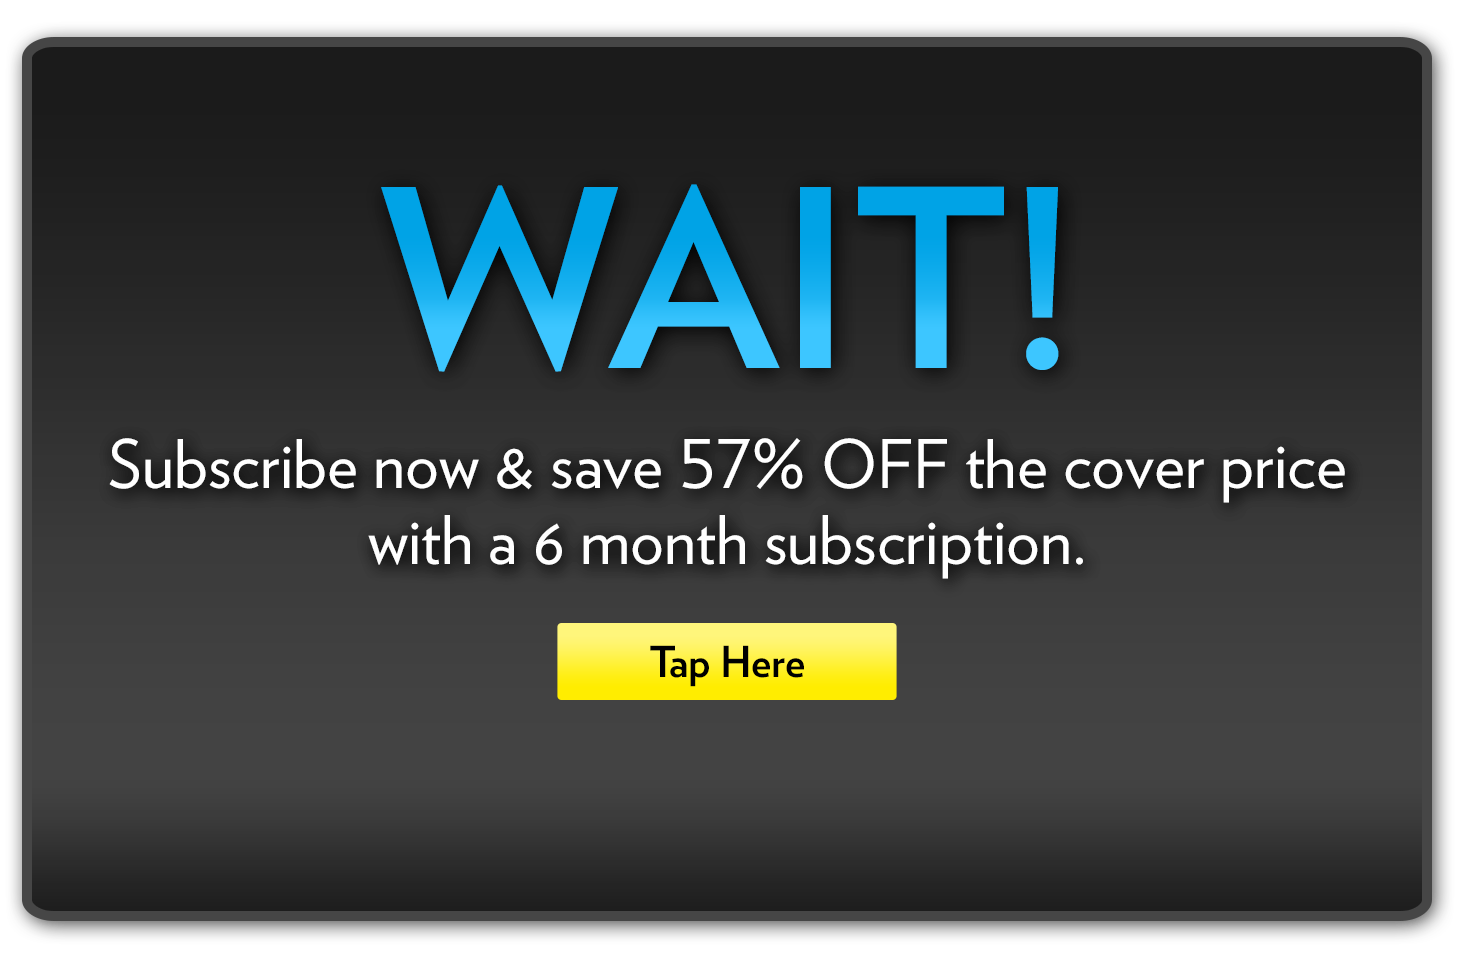 WAIT!
Subscribe now & save 57% OFF the cover price
with a 6 month subscription.
Tap Here